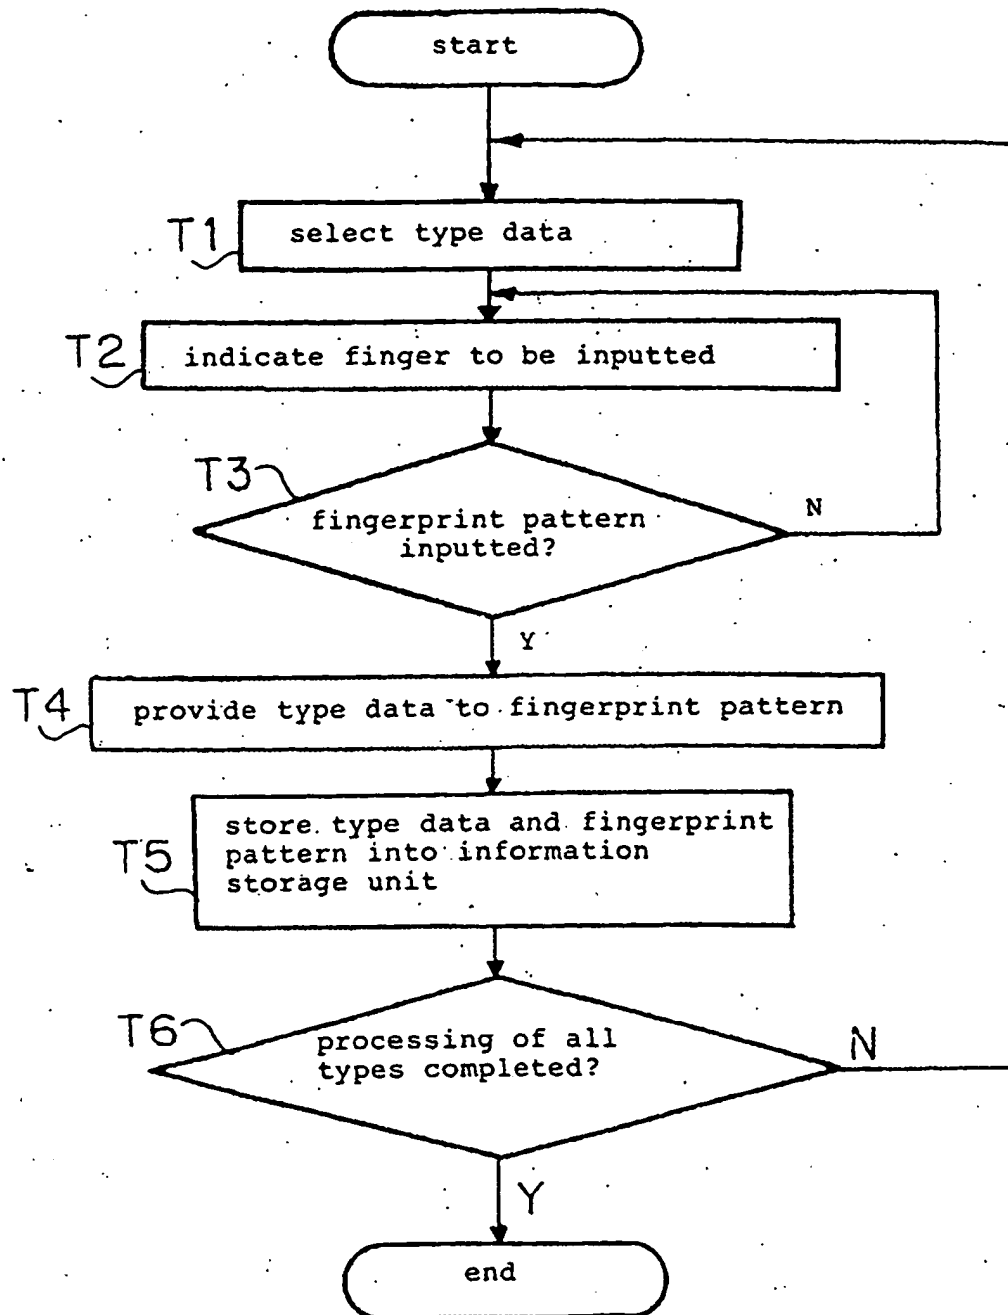 start
T1
select type data
T2
indicate finger to be inputted
T3
fingerprint pattern
inputted?
N
Y
T4
provide type data to fingerprint pattern
T5
store type data and fingerprint
pattern into information
storage unit
T6
processing of all
types completed?
N
Y
end